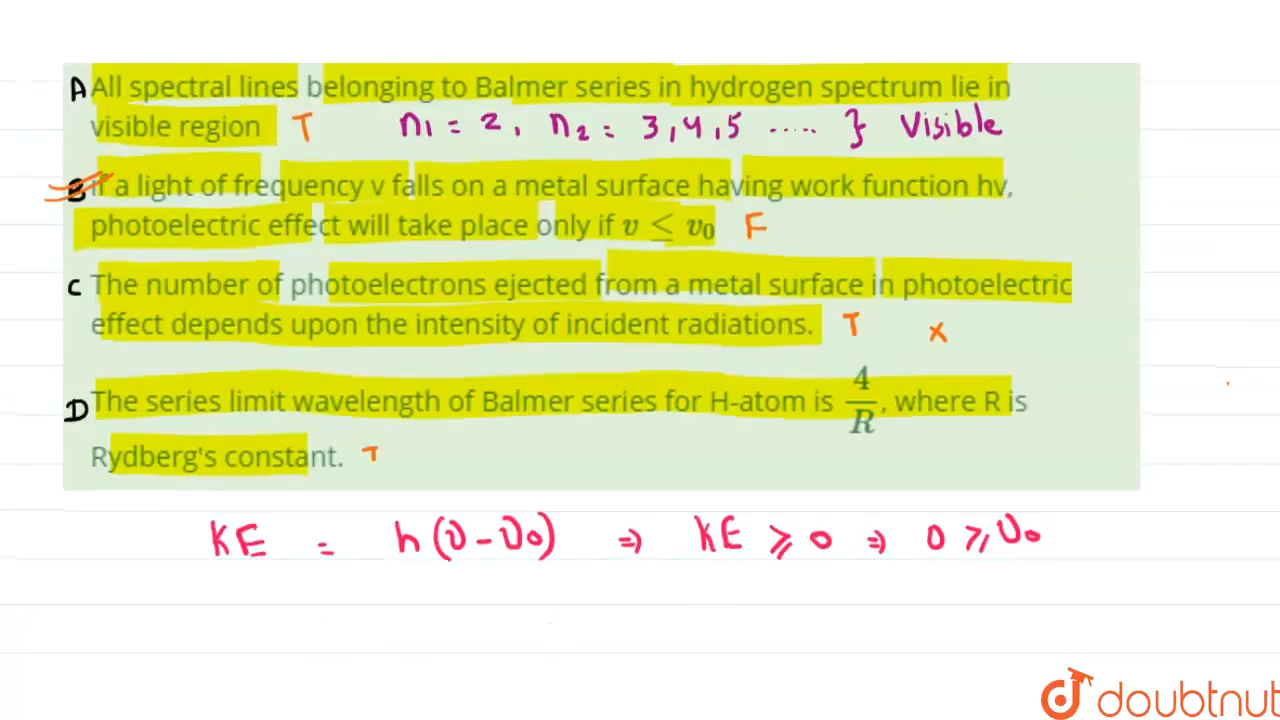 A All spectral lines belonging to Balmer series in hydrogen spectrum lie in
visible region T n₁ = 2, n₂ = 3,4,5 ..... } Visible
B If a light of frequency v falls on a metal surface having work function hv,
photoelectric effect will take place only if v ≤ v₀ F
C The number of photoelectrons ejected from a metal surface in photoelectric
effect depends upon the intensity of incident radiations. T x
D The series limit wavelength of Balmer series for H-atom is 4/R, where R is
Rydberg's constant. T
KE = h(υ-υ₀) ⇒ KE ≥ 0 ⇒ υ ≥ υ₀
doubtnut